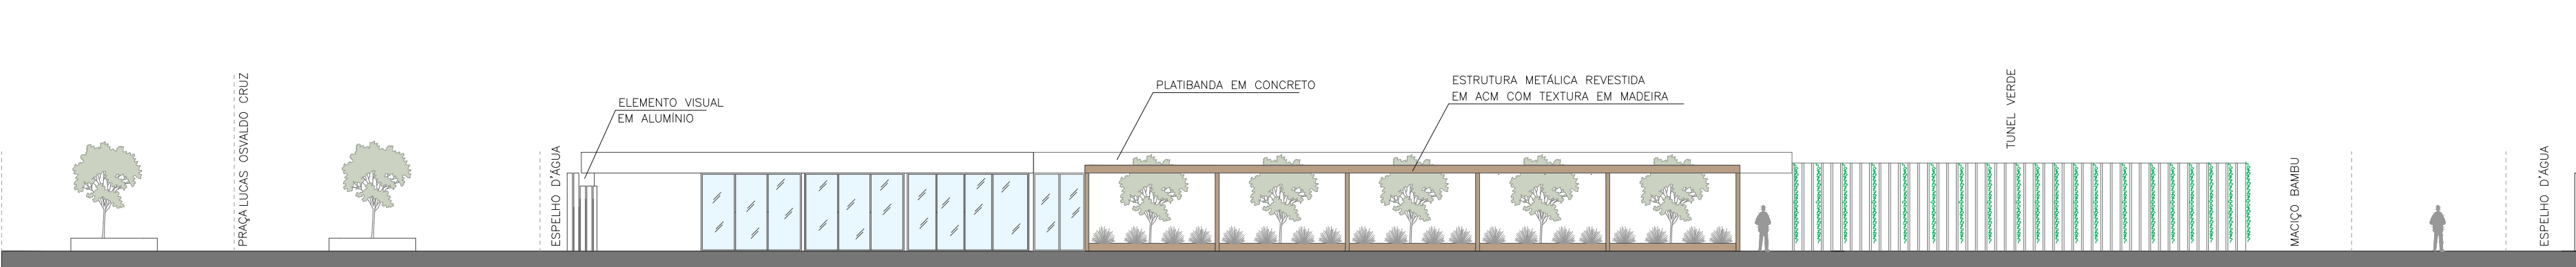 PRAÇA LUCAS OSVALDO CRUZ
ESPELHO D'ÁGUA
ELEMENTO VISUAL
EM ALUMÍNIO
PLATIBANDA EM CONCRETO
ESTRUTURA METÁLICA REVESTIDA
EM ACM COM TEXTURA EM MADEIRA
TUNEL VERDE
MACIÇO BAMBU
ESPELHO D'ÁGUA